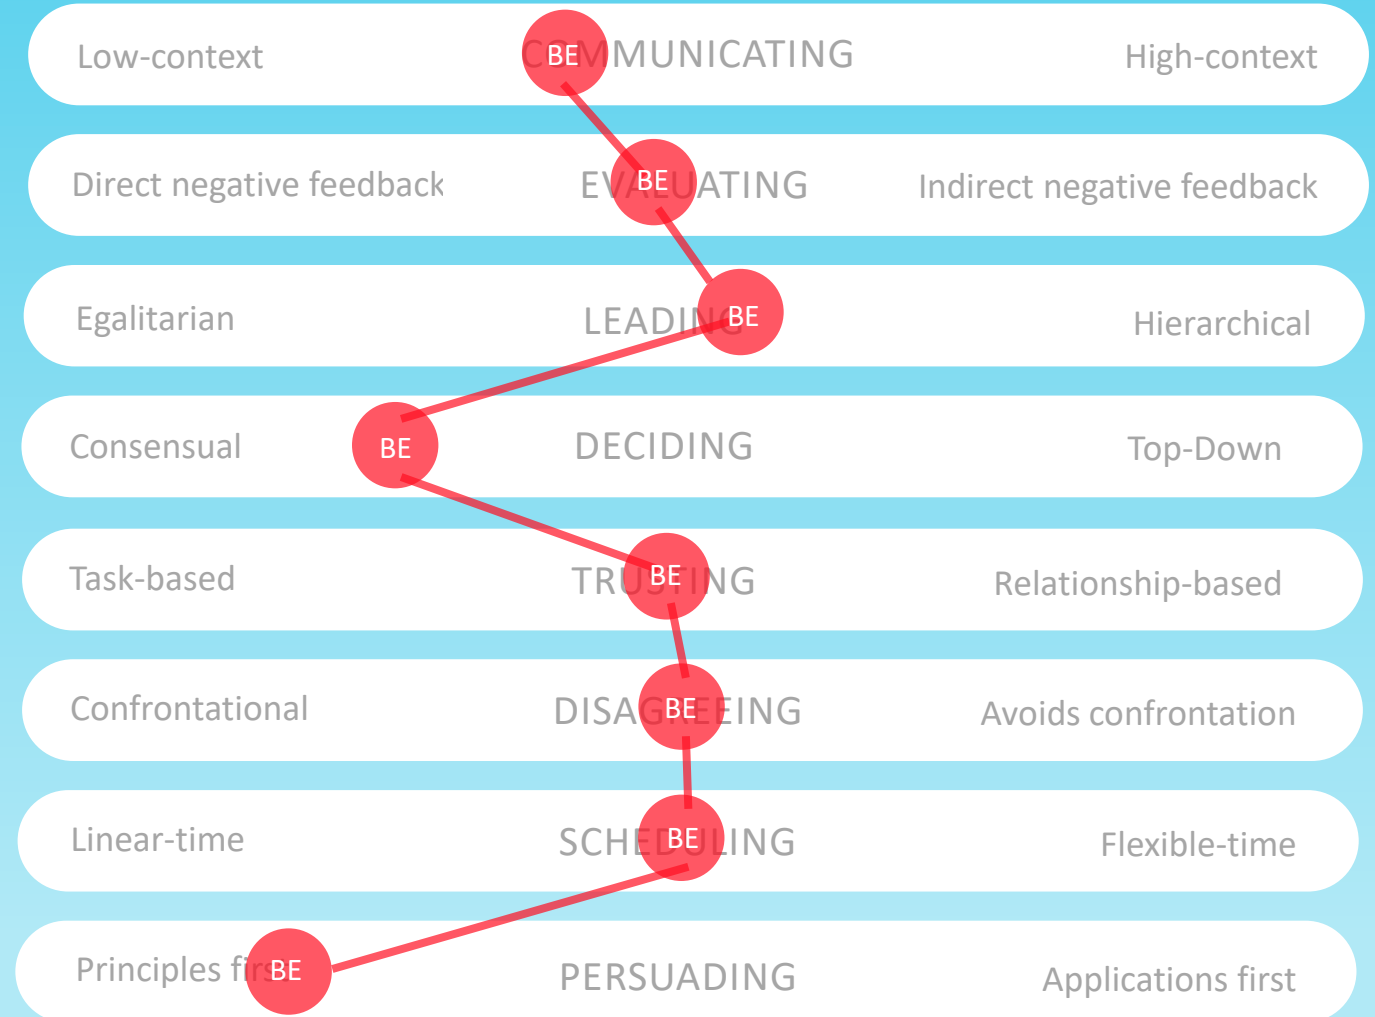 Low-context BE COMMUNICATING High-context
Direct negative feedback EVALUATING BE Indirect negative feedback
Egalitarian LEADING BE Hierarchical
Consensual BE DECIDING Top-Down
Task-based TRUSTING BE Relationship-based
Confrontational DISAGREEING BE Avoids confrontation
Linear-time SCHEDULING BE Flexible-time
Principles first BE PERSUADING Applications first